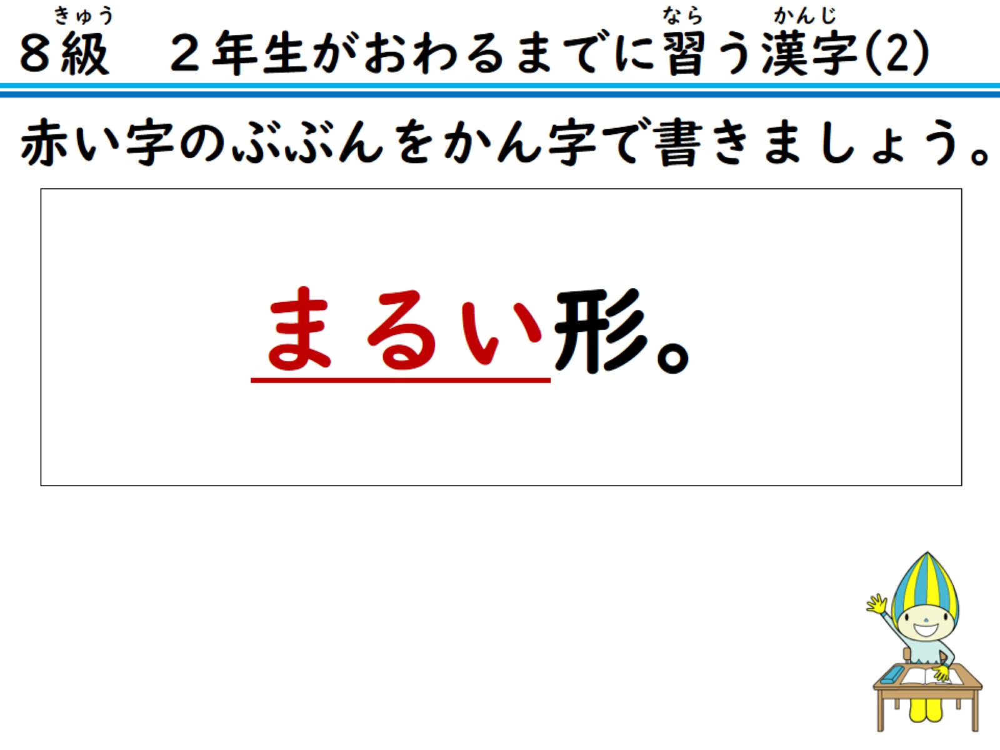 きゅう なら かんじ
８級　２年生がおわるまでに習う漢字(2)
赤い字のぶぶんをかん字で書きましょう。
まるい形。